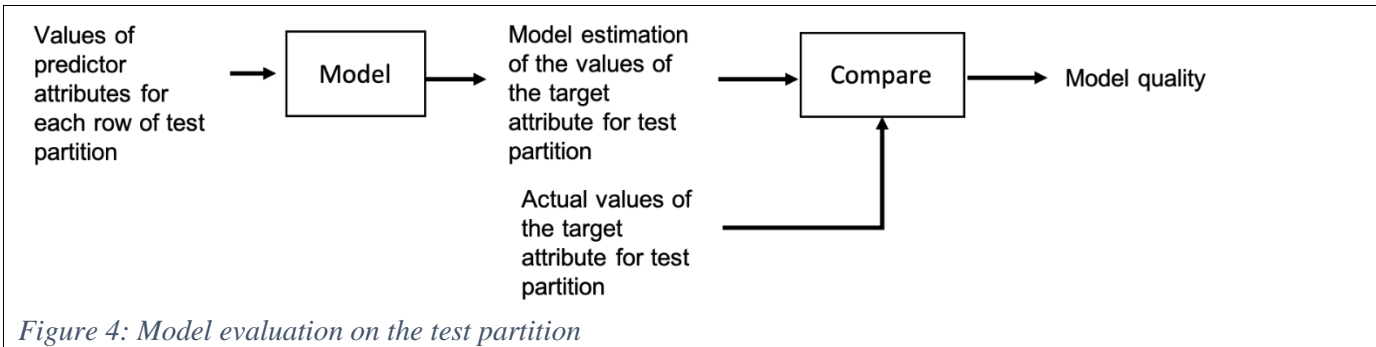 Values of
predictor
attributes for
each row of test
partition
Model
Model estimation
of the values of
the target
attribute for test
partition
Compare
Model quality
Actual values of
the target
attribute for test
partition
Figure 4: Model evaluation on the test partition